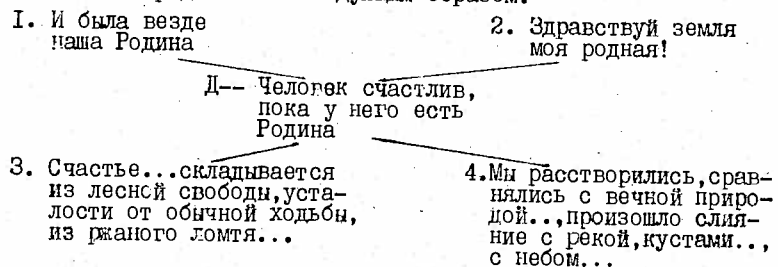 образом.
I. И была везде
наша Родина
2. Здравствуй земля
моя родная!
Д-- Человек счастлив,
пока у него есть
Родина
3. Счастье...складывается
из лесной свободы,уста-
лости от обычной ходьбы,
из ржаного ломтя...
4.Мы расстворились,срав-
нялись с вечной приро-
дой..,произошло слия-
ние с рекой,кустами..,
с небом...